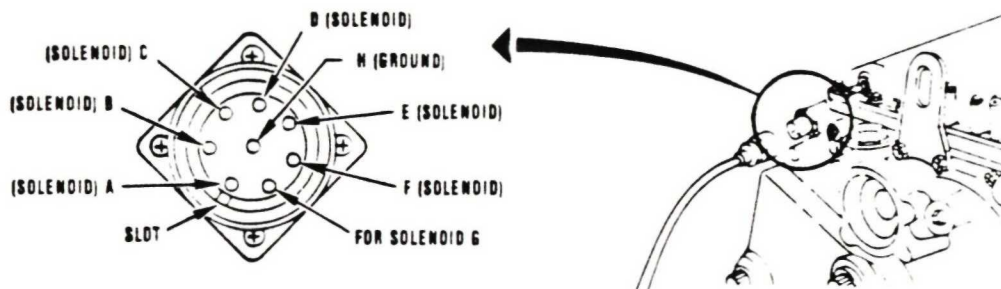 D (SOLENOID)
(SOLENOID) C
H (GROUND)
(SOLENOID) B
E (SOLENOID)
(SOLENOID) A
F (SOLENOID)
SLOT
FOR SOLENOID G